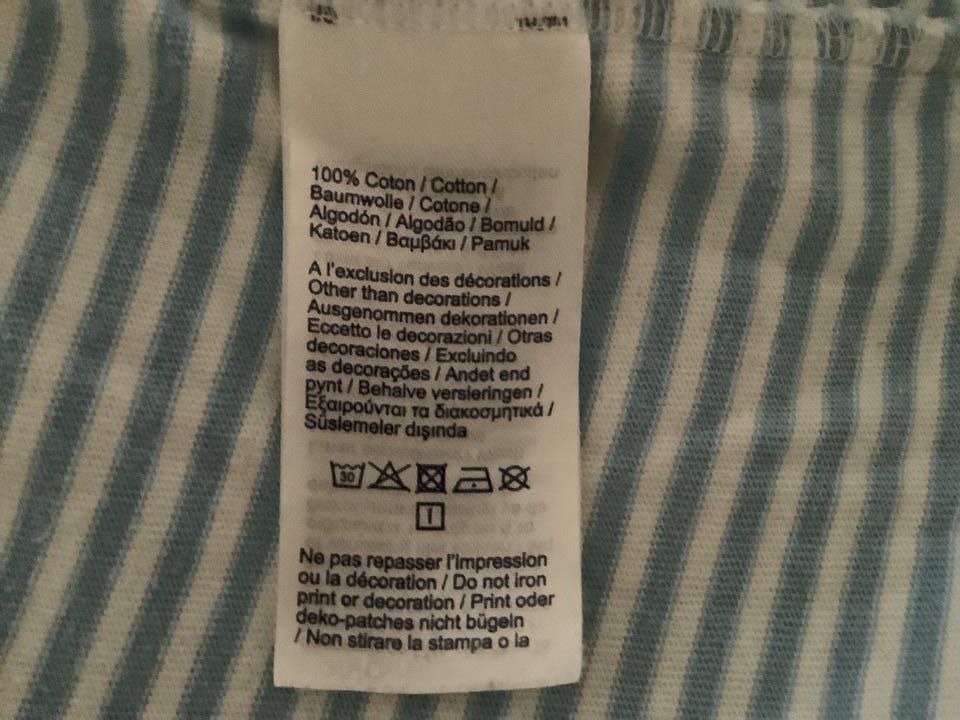 100% Coton / Cotton /
Baumwolle / Cotone /
Algodón / Algodão / Bomuld /
Katoen / Βαμβάκι / Pamuk
A l'exclusion des décorations /
Other than decorations /
Ausgenommen dekorationen /
Eccetto le decorazioni / Otras
decoraciones / Excluindo
as decorações / Andet end
pynt / Behalve versieringen /
Εξαιρούνται τα διακοσμητικά /
Süslemeler dışında
30
Ne pas repasser l'impression
ou la décoration / Do not iron
print or decoration / Print oder
deko-patches nicht bügeln
/ Non stirare la stampa o la